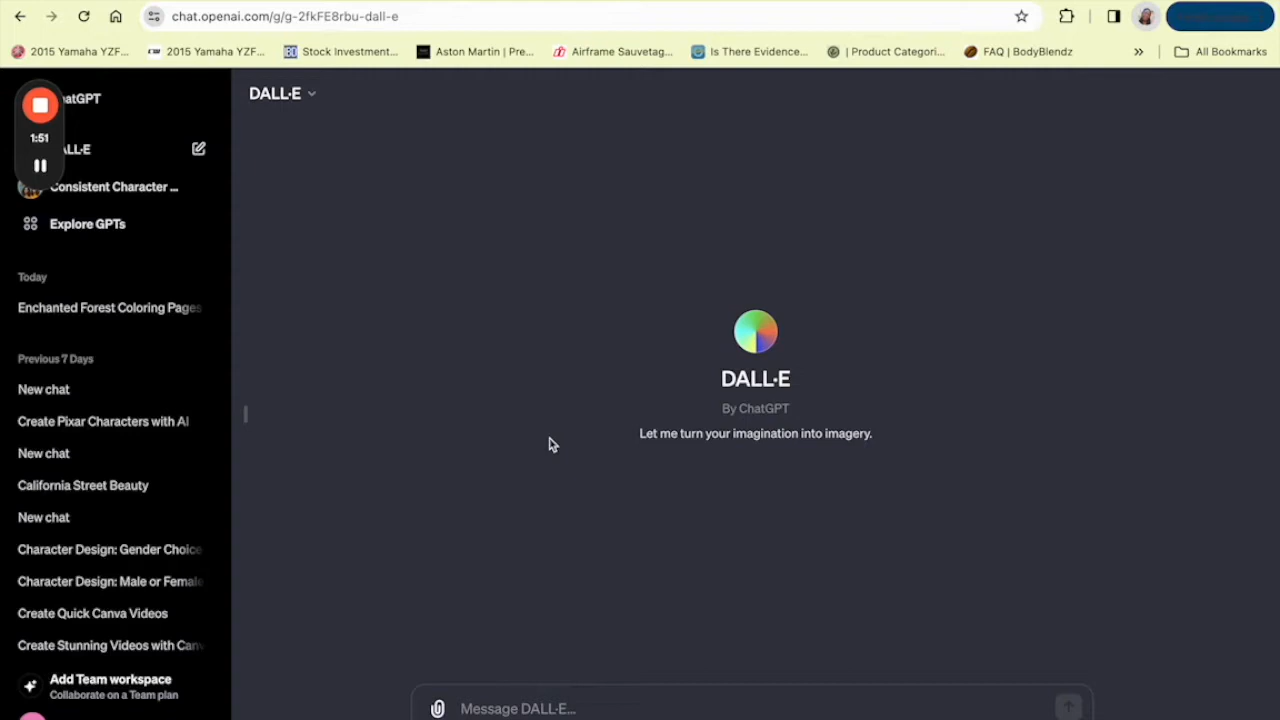 chat.openai.com/g/g-2fkFE8rbu-dall-e
2015 Yamaha YZF...
2015 Yamaha YZF...
Stock Investment...
Aston Martin | Pre...
Airframe Sauvetag...
Is There Evidence...
| Product Categori...
FAQ | BodyBlendz
»
All Bookmarks
atGPT
1:51
LL·E
Consistent Character ...
Explore GPTs
Today
Enchanted Forest Coloring Pages
Previous 7 Days
New chat
Create Pixar Characters with AI
New chat
California Street Beauty
New chat
Character Design: Gender Choice
Character Design: Male or Female
Create Quick Canva Videos
Create Stunning Videos with Canv
Add Team workspace
Collaborate on a Team plan
DALL·E
DALL·E
By ChatGPT
Let me turn your imagination into imagery.
Message DALL·E...